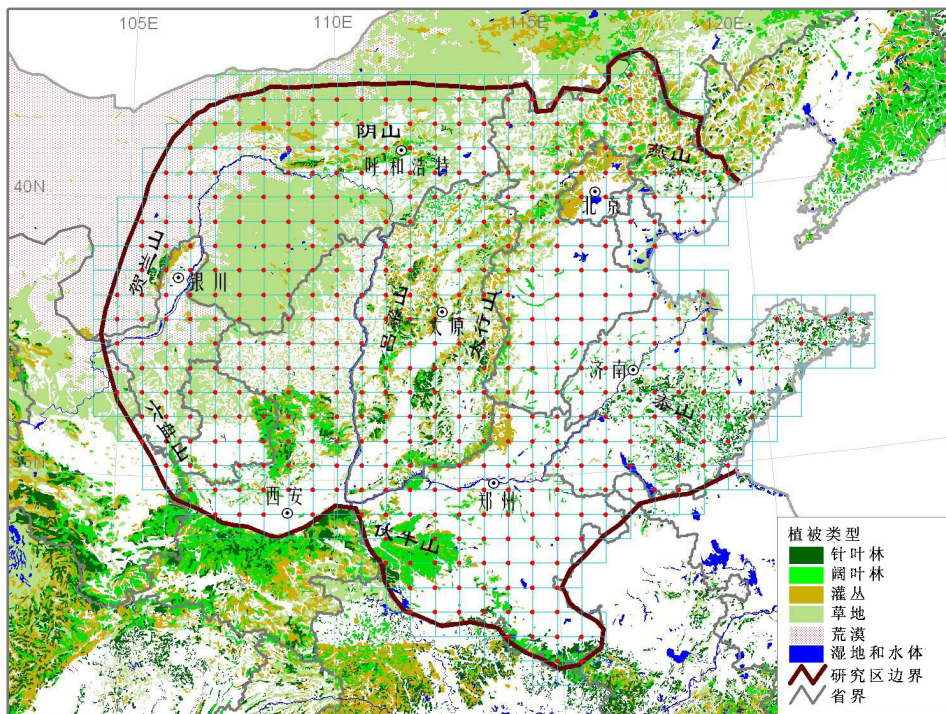 105E
110E
115E
120E
40N
阴山
呼和浩特
燕山
北京
贺兰山
银川
吕梁山
太原
太行山
济南
泰山
六盘山
西安
郑州
伏牛山
植被类型
针叶林
阔叶林
灌丛
草地
荒漠
湿地和水体
研究区边界
省界